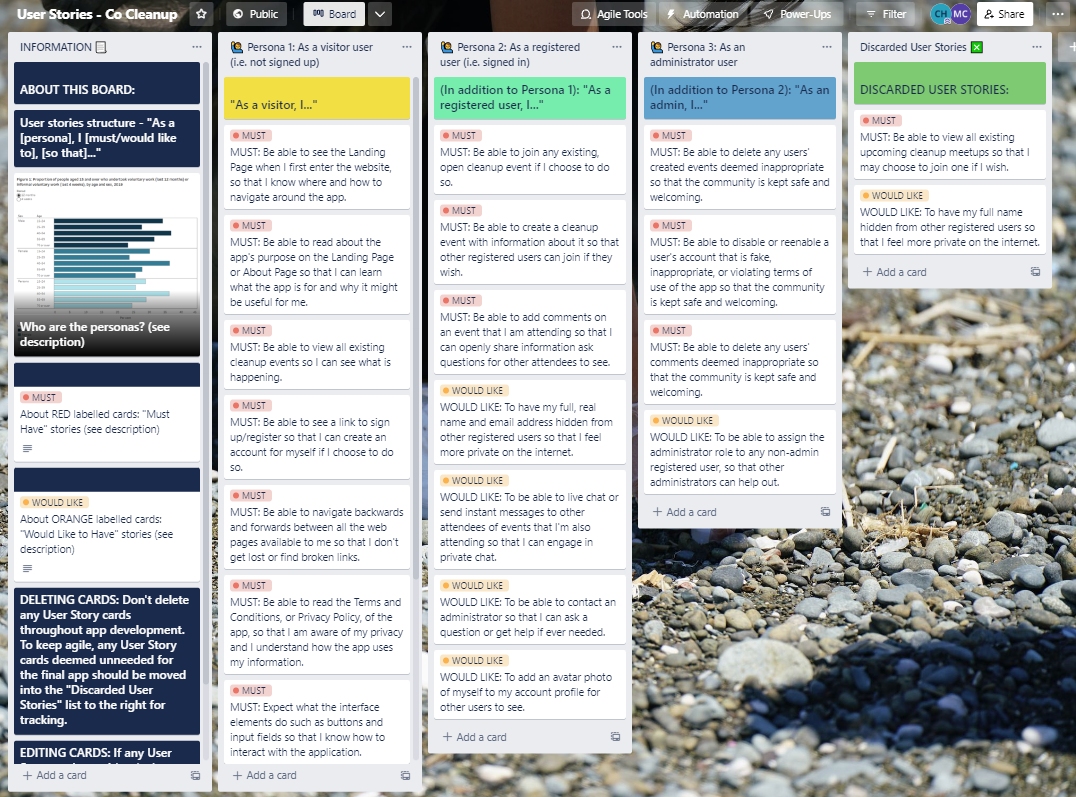 User Stories - Co Cleanup
Public
Board
Agile Tools
Automation
Power-Ups
Filter
CH
MC
Share
INFORMATION
ABOUT THIS BOARD:
User stories structure - "As a
[persona], I [must/would like
to], [so that]..."
Who are the personas? (see
description)
MUST
About RED labelled cards: "Must
Have" stories (see description)
WOULD LIKE
About ORANGE labelled cards:
"Would Like to Have" stories (see
description)
DELETING CARDS: Don't delete
any User Story cards
throughout app development.
To keep agile, any User Story
cards deemed unneeded for
the final app should be moved
into the "Discarded User
Stories" list to the right for
tracking.
EDITING CARDS: If any User
Add a card
Persona 1: As a visitor user
(i.e. not signed up)
"As a visitor, I..."
MUST
MUST: Be able to see the Landing
Page when I first enter the website,
so that I know where and how to
navigate around the app.
MUST
MUST: Be able to read about the
app's purpose on the Landing Page
or About Page so that I can learn
what the app is for and why it might
be useful for me.
MUST
MUST: Be able to view all existing
cleanup events so I can see what is
happening.
MUST
MUST: Be able to see a link to sign
up/register so that I can create an
account for myself if I choose to do
so.
MUST
MUST: Be able to navigate backwards
and forwards between all the web
pages available to me so that I don't
get lost or find broken links.
MUST
MUST: Be able to read the Terms and
Conditions, or Privacy Policy, of the
app, so that I am aware of my privacy
and I understand how the app uses
my information.
MUST
MUST: Expect what the interface
elements do such as buttons and
input fields so that I know how to
interact with the application.
Add a card
Persona 2: As a registered
user (i.e. signed in)
(In addition to Persona 1): "As a
registered user, I..."
MUST
MUST: Be able to join any existing,
open cleanup event if I choose to do
so.
MUST
MUST: Be able to create a cleanup
event with information about it so that
other registered users can join if they
wish.
MUST
MUST: Be able to add comments on
an event that I am attending so that I
can openly share information ask
questions for other attendees to see.
WOULD LIKE
WOULD LIKE: To have my full, real
name and email address hidden from
other registered users so that I feel
more private on the internet.
WOULD LIKE
WOULD LIKE: To be able to live chat or
send instant messages to other
attendees of events that I'm also
attending so that I can engage in
private chat.
WOULD LIKE
WOULD LIKE: To be able to contact an
administrator so that I can ask a
question or get help if ever needed.
WOULD LIKE
WOULD LIKE: To add an avatar photo
of myself to my account profile for
other users to see.
Add a card
Persona 3: As an
administrator user
(In addition to Persona 2): "As an
admin, I..."
MUST
MUST: Be able to delete any users'
created events deemed inappropriate
so that the community is kept safe and
welcoming.
MUST
MUST: Be able to disable or reenable a
user's account that is fake,
inappropriate, or violating terms of
use of the app so that the community
is kept safe and welcoming.
MUST
MUST: Be able to delete any users'
comments deemed inappropriate so
that the community is kept safe and
welcoming.
WOULD LIKE
WOULD LIKE: To be able to assign the
administrator role to any non-admin
registered user, so that other
administrators can help out.
Add a card
Discarded User Stories
DISCARDED USER STORIES:
MUST
MUST: Be able to view all existing
upcoming cleanup meetups so that I
may choose to join one if I wish.
WOULD LIKE
WOULD LIKE: To have my full name
hidden from other registered users so
that I feel more private on the internet.
Add a card